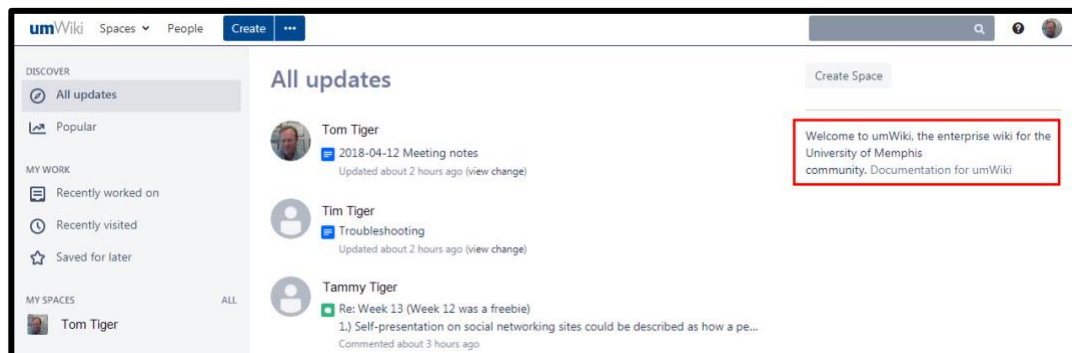 umWiki Spaces People Create ...
DISCOVER
All updates
Popular
MY WORK
Recently worked on
Recently visited
Saved for later
MY SPACES ALL
Tom Tiger
All updates
Tom Tiger
2018-04-12 Meeting notes
Updated about 2 hours ago (view change)
Tim Tiger
Troubleshooting
Updated about 2 hours ago (view change)
Tammy Tiger
Re: Week 13 (Week 12 was a freebie)
1.) Self-presentation on social networking sites could be described as how a pe...
Commented about 3 hours ago
Create Space
Welcome to umWiki, the enterprise wiki for the
University of Memphis
community. Documentation for umWiki